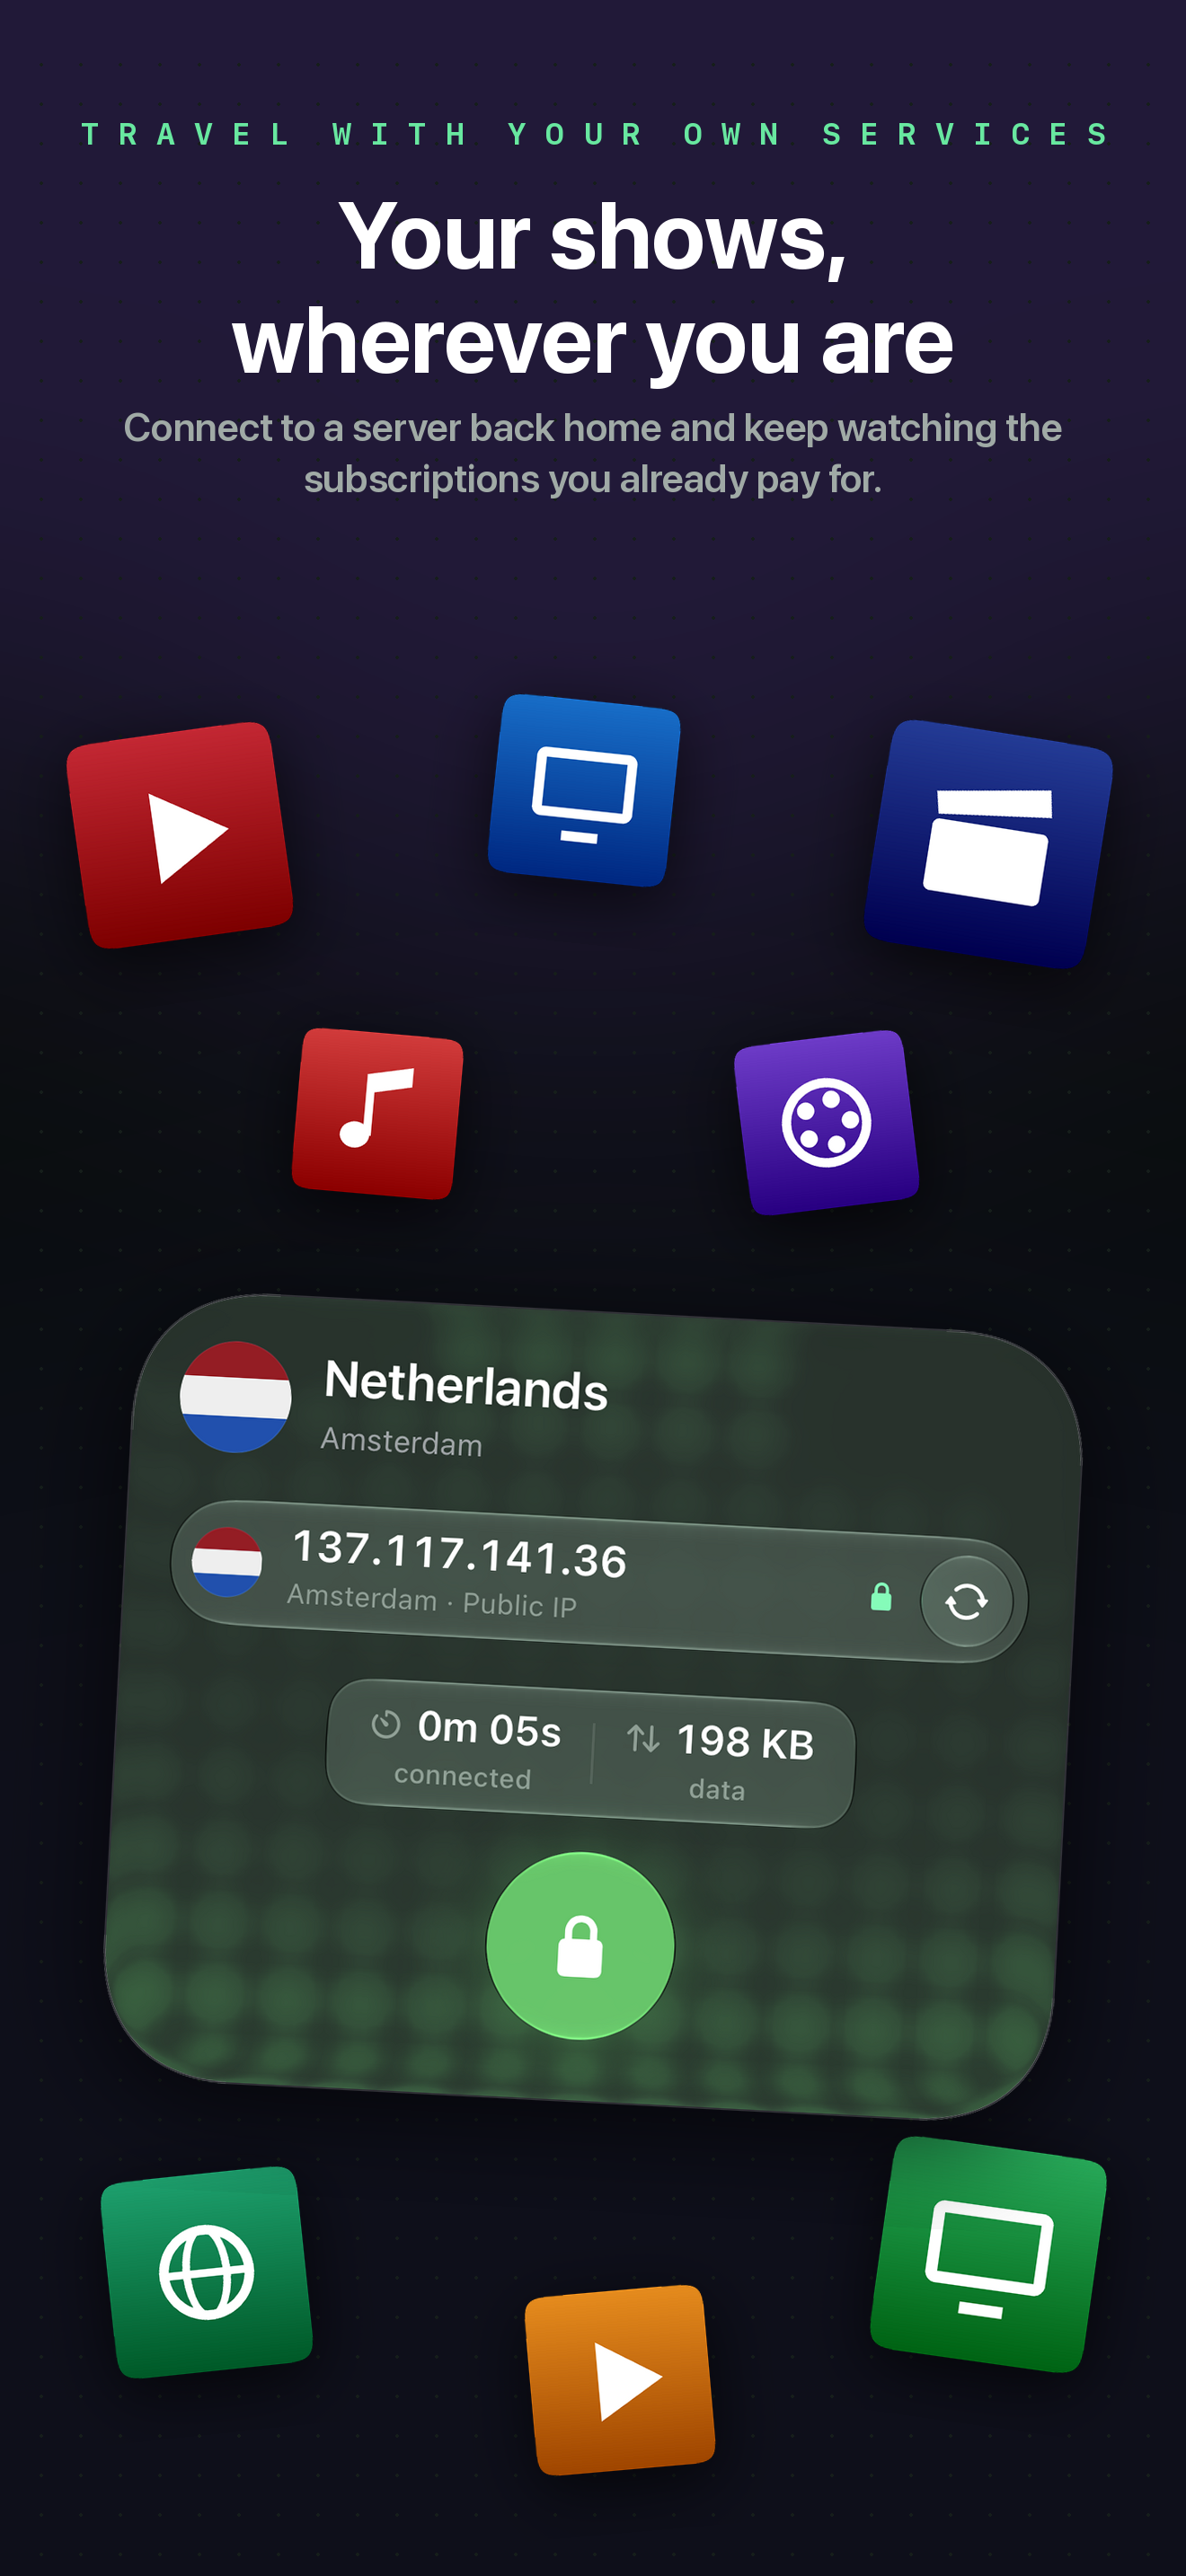 TRAVEL WITH YOUR OWN SERVICES
Your shows,
wherever you are
Connect to a server back home and keep watching the
subscriptions you already pay for.
Netherlands
Amsterdam
137.117.141.36
Amsterdam · Public IP
0m 05s
connected
198 KB
data